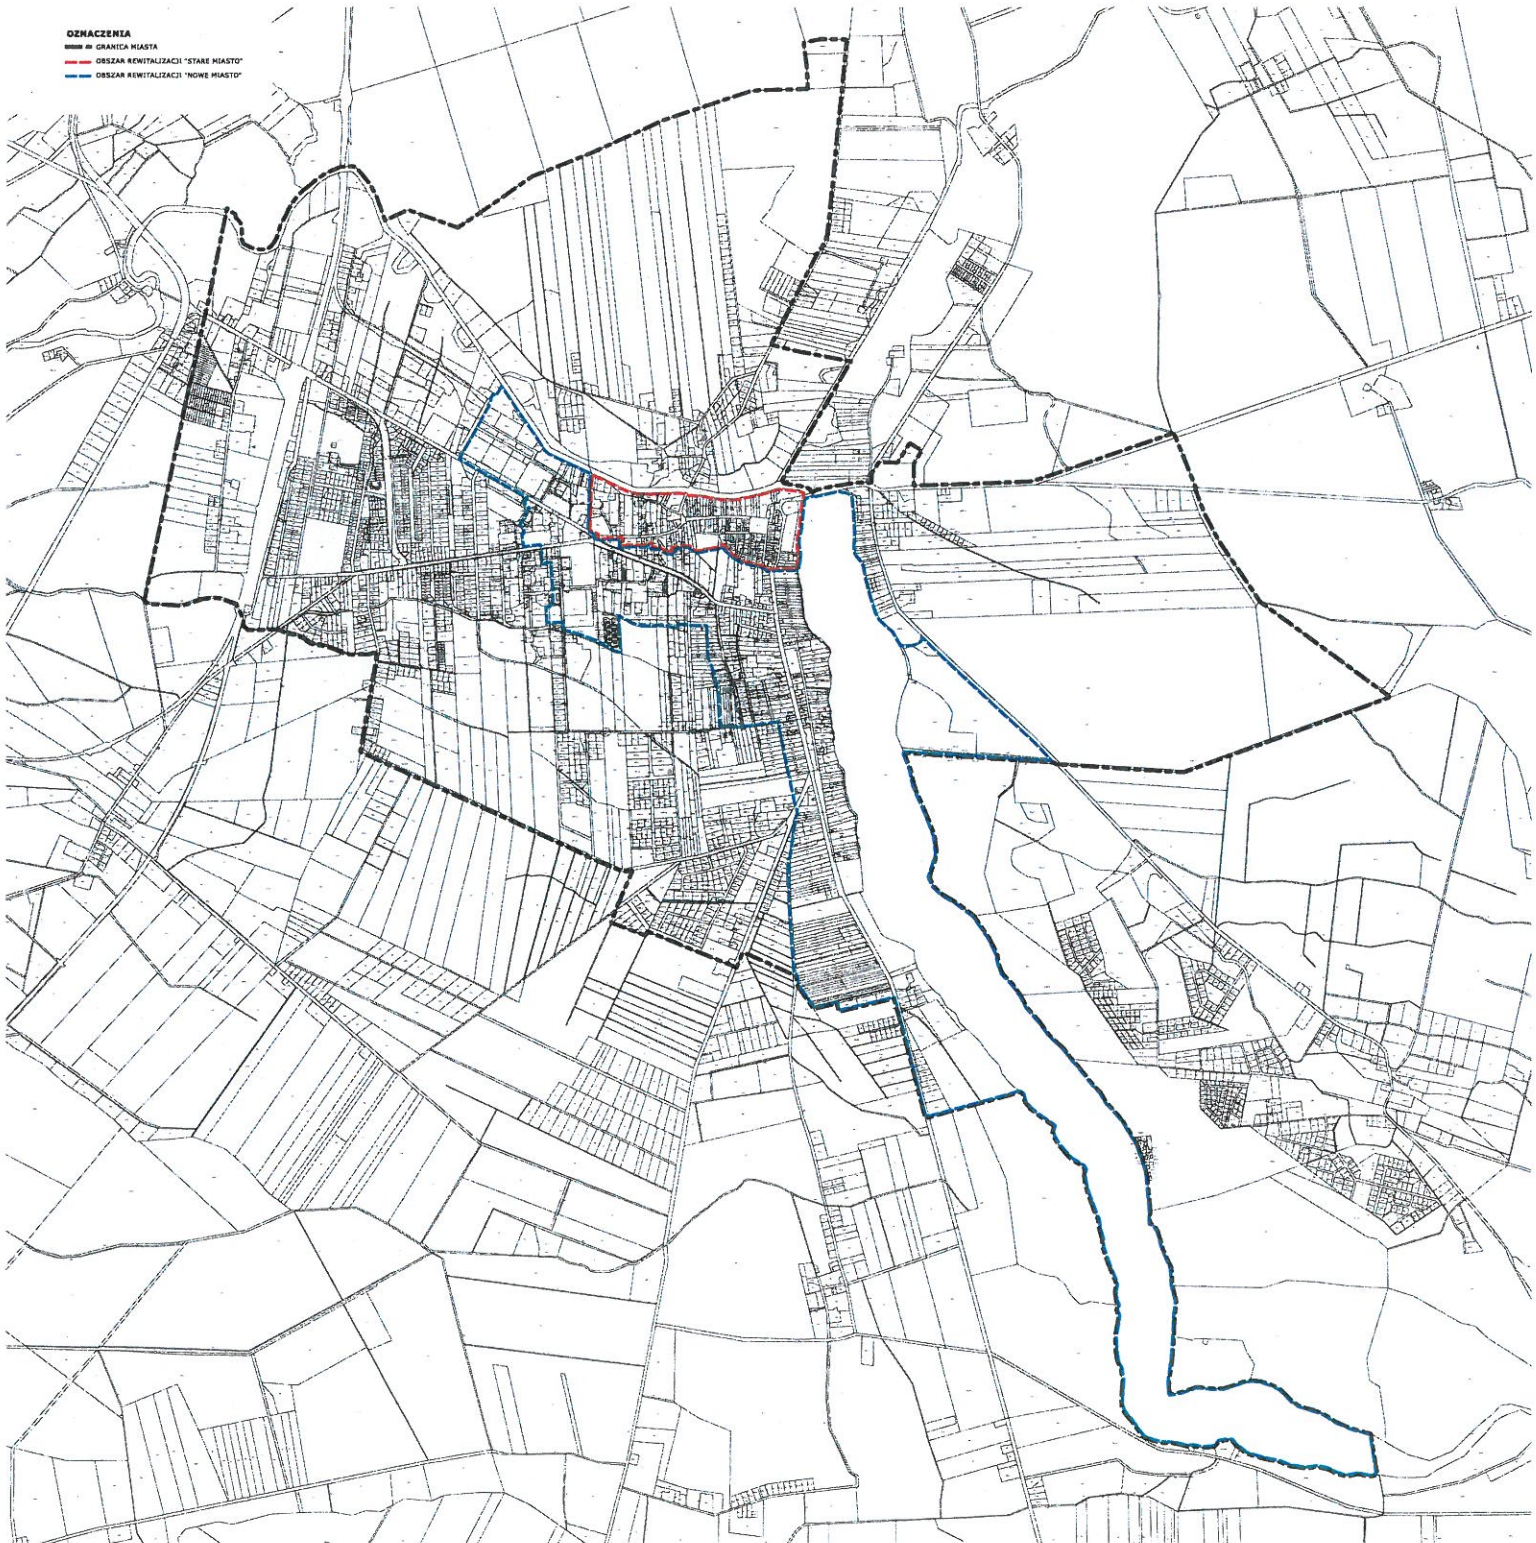 OZNACZENIA
GRANICA MIASTA
OBSZAR REWITALIZACJI "STARE MIASTO"
OBSZAR REWITALIZACJI "NOWE MIASTO"